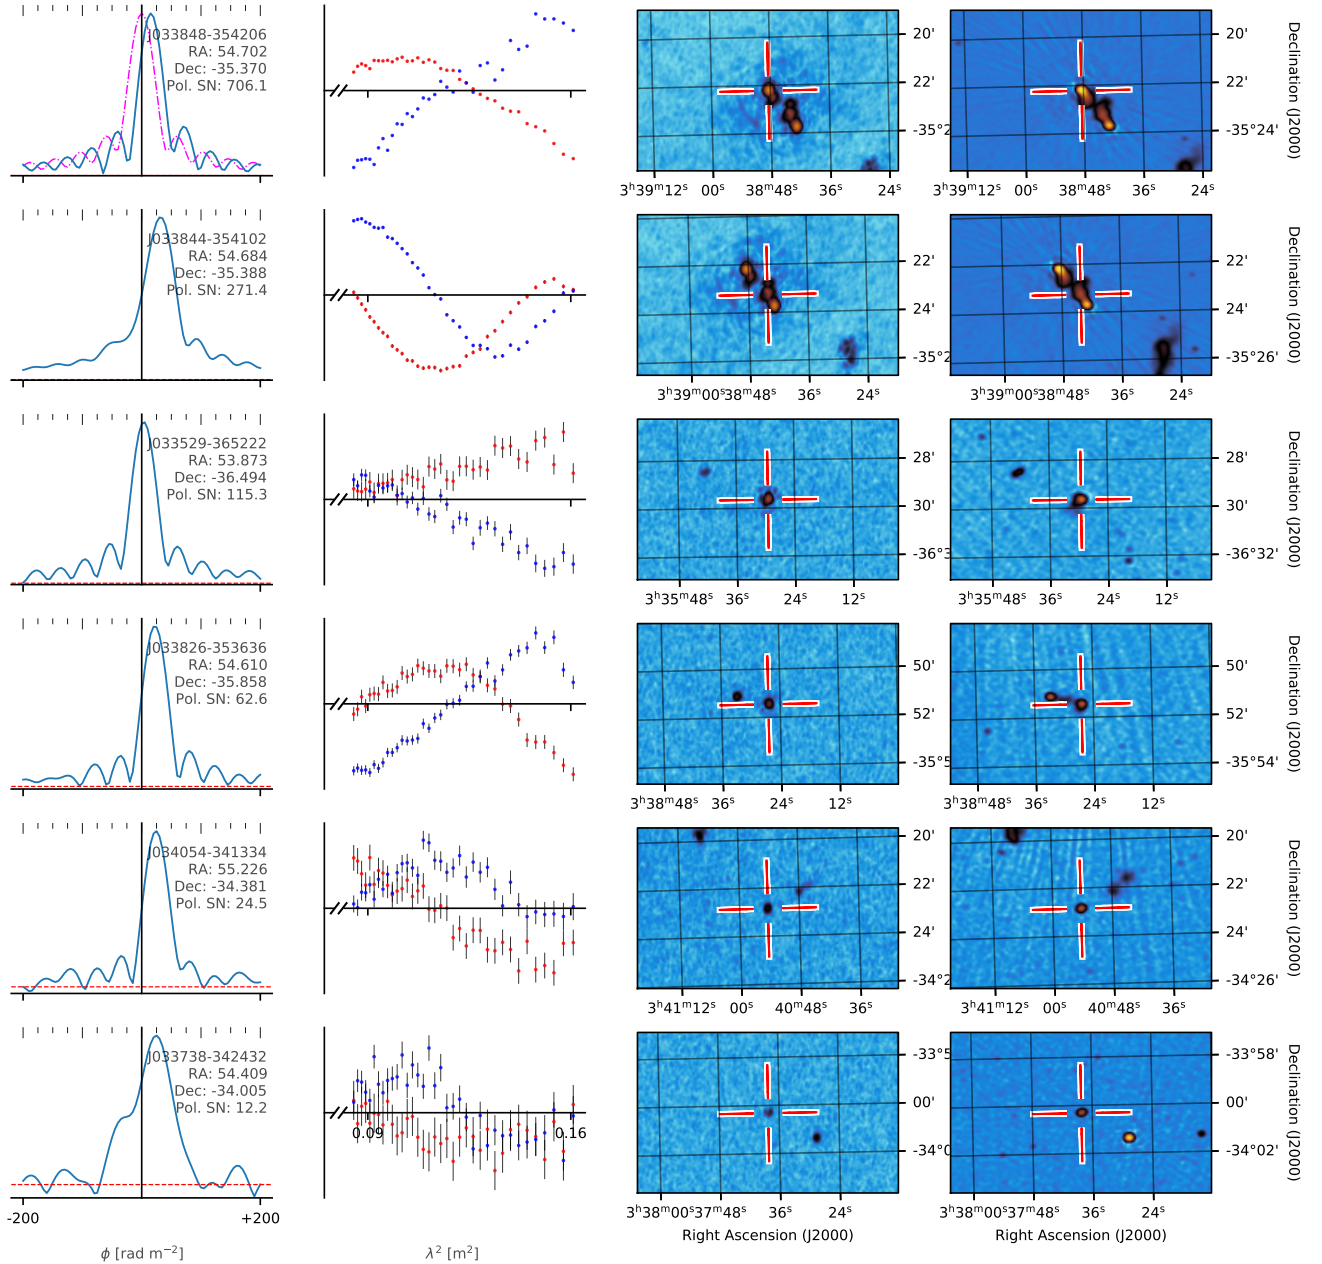 J033848-354206
RA: 54.702
Dec: -35.370
Pol. SN: 706.1
20'
22'
-35°2
-35°24'
Declination (J2000)
3ʰ39ᵐ12ˢ 00ˢ 38ᵐ48ˢ 36ˢ 24ˢ
3ʰ39ᵐ12ˢ 00ˢ 38ᵐ48ˢ 36ˢ 24ˢ
J033844-354102
RA: 54.684
Dec: -35.388
Pol. SN: 271.4
22'
24'
-35°2
22'
24'
-35°26'
Declination (J2000)
3ʰ39ᵐ00ˢ38ᵐ48ˢ 36ˢ 24ˢ
3ʰ39ᵐ00ˢ38ᵐ48ˢ 36ˢ 24ˢ
J033529-365222
RA: 53.873
Dec: -36.494
Pol. SN: 115.3
28'
30'
-36°3
28'
30'
-36°32'
Declination (J2000)
3ʰ35ᵐ48ˢ 36ˢ 24ˢ 12ˢ
3ʰ35ᵐ48ˢ 36ˢ 24ˢ 12ˢ
J033826-353636
RA: 54.610
Dec: -35.858
Pol. SN: 62.6
50'
52'
-35°5
50'
52'
-35°54'
Declination (J2000)
3ʰ38ᵐ48ˢ 36ˢ 24ˢ 12ˢ
3ʰ38ᵐ48ˢ 36ˢ 24ˢ 12ˢ
J034054-341334
RA: 55.226
Dec: -34.381
Pol. SN: 24.5
20'
22'
24'
-34°2
20'
22'
24'
-34°26'
Declination (J2000)
3ʰ41ᵐ12ˢ 00ˢ 40ᵐ48ˢ 36ˢ
3ʰ41ᵐ12ˢ 00ˢ 40ᵐ48ˢ 36ˢ
J033738-342432
RA: 54.409
Dec: -34.005
Pol. SN: 12.2
-200 +200
ϕ [rad m⁻²]
0.09 0.16
λ² [m²]
-33°5
00'
-34°0
-33°58'
00'
-34°02'
Declination (J2000)
3ʰ38ᵐ00ˢ37ᵐ48ˢ 36ˢ 24ˢ
3ʰ38ᵐ00ˢ37ᵐ48ˢ 36ˢ 24ˢ
Right Ascension (J2000)
Right Ascension (J2000)